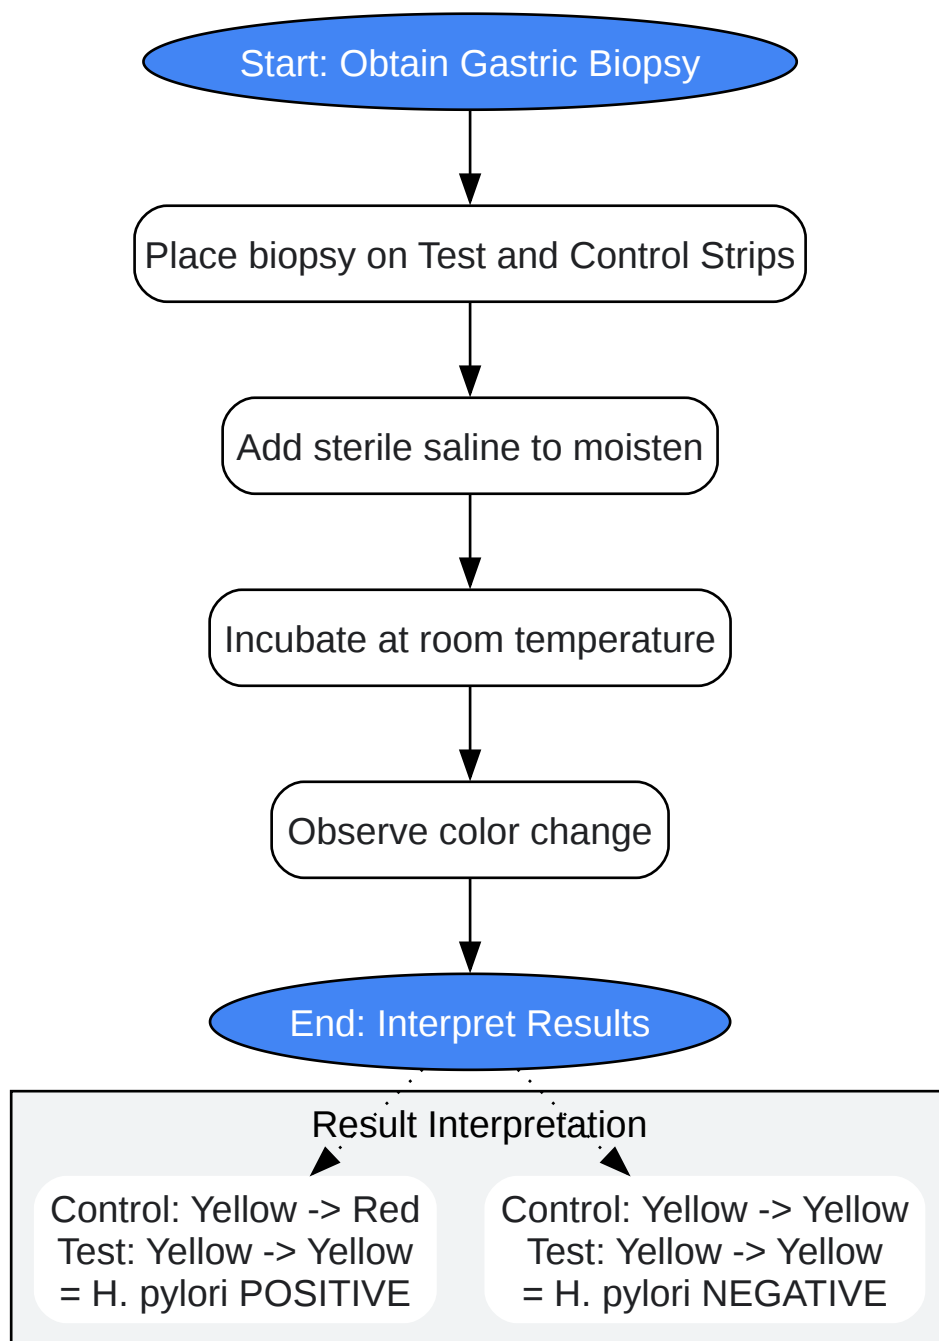 Start: Obtain Gastric Biopsy
Place biopsy on Test and Control Strips
Add sterile saline to moisten
Incubate at room temperature
Observe color change
End: Interpret Results
Result Interpretation
Control: Yellow -> Red
Test: Yellow -> Yellow
= H. pylori POSITIVE
Control: Yellow -> Yellow
Test: Yellow -> Yellow
= H. pylori NEGATIVE